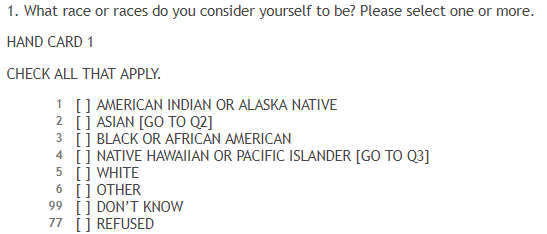 1. What race or races do you consider yourself to be? Please select one or more.
HAND CARD 1
CHECK ALL THAT APPLY.
1 [ ] AMERICAN INDIAN OR ALASKA NATIVE
2 [ ] ASIAN [GO TO Q2]
3 [ ] BLACK OR AFRICAN AMERICAN
4 [ ] NATIVE HAWAIIAN OR PACIFIC ISLANDER [GO TO Q3]
5 [ ] WHITE
6 [ ] OTHER
99 [ ] DON'T KNOW
77 [ ] REFUSED